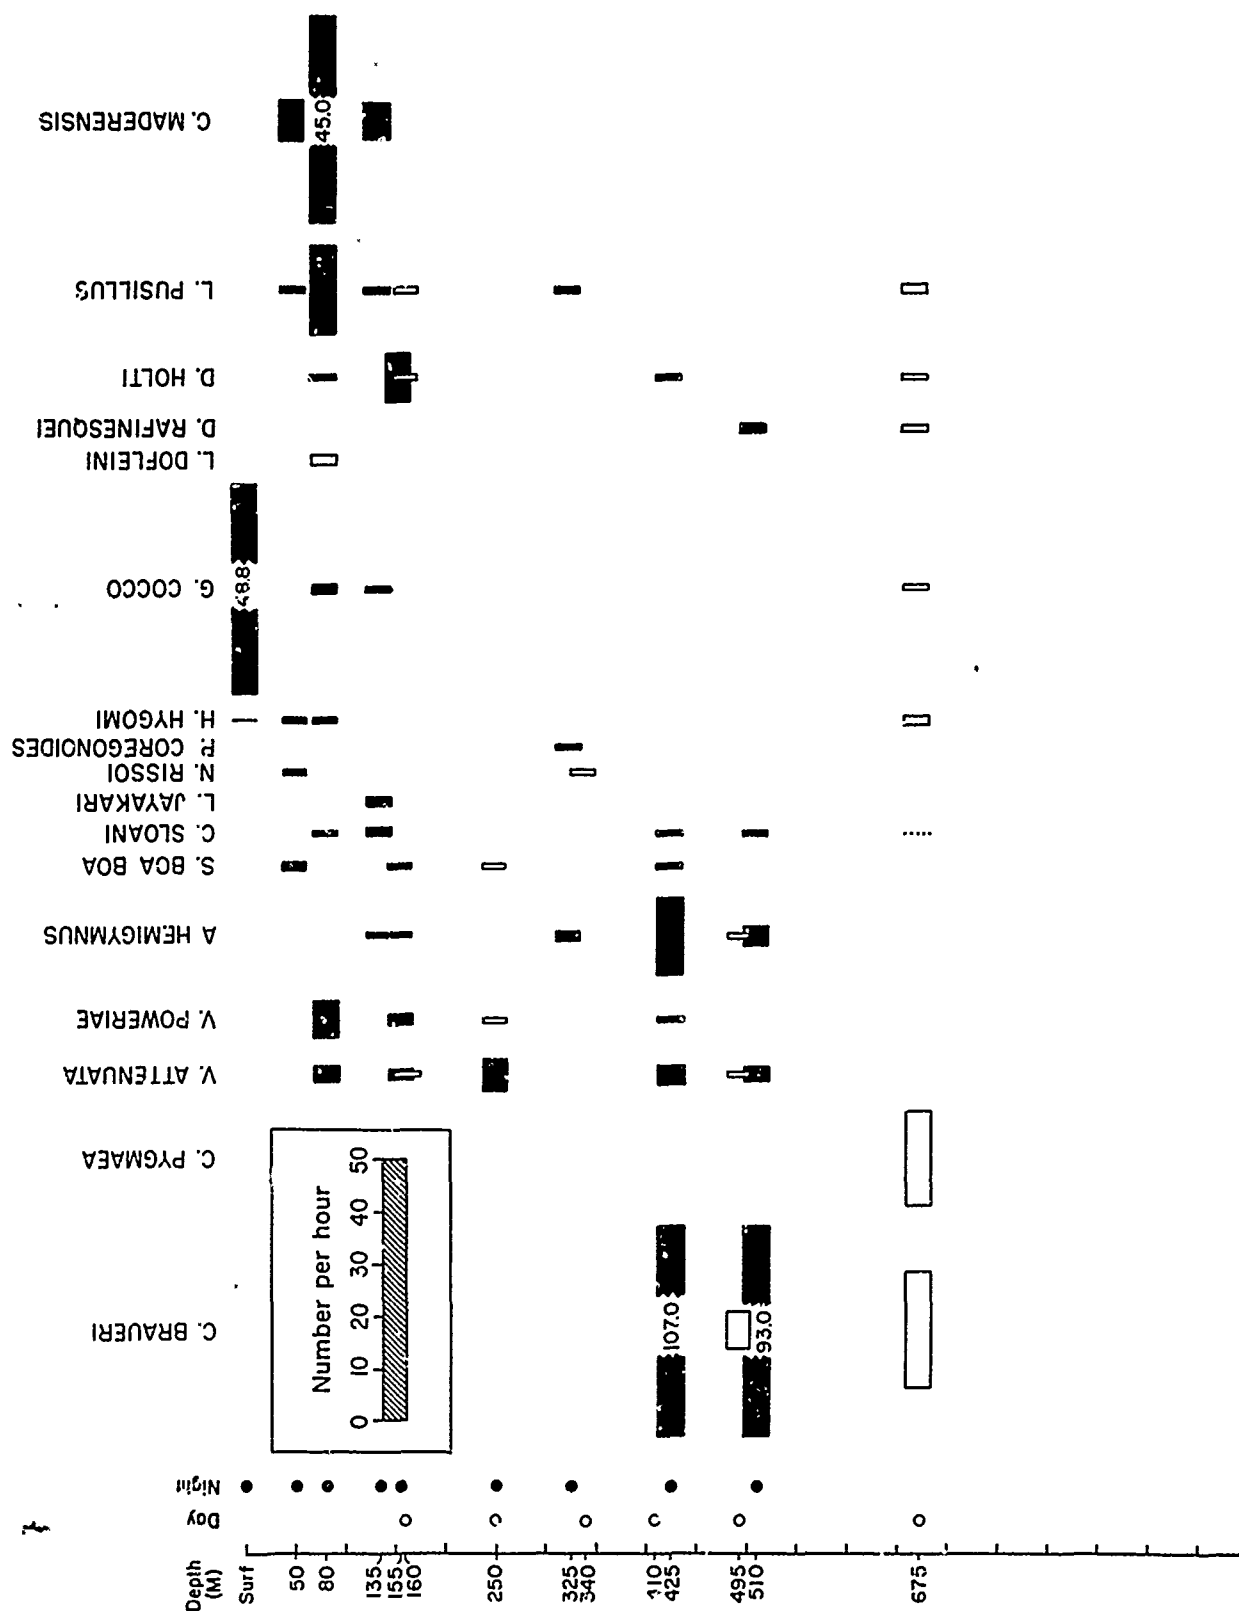 Depth
(M)
Day
Night
C. BRAUERI
C. PYGMAEA
V. ATTENUATA
V. POWERIAE
A HEMIGYMNUS
S. BOA BOA
C. SLOANI
L. JAYAKARI
N. RISSOI
P. COREGONOIDES
H. HYGOMI
G. COCCO
L. DOFLEINI
D. RAFINESQUEI
D. HOLTI
L. PUSILLUS
C. MADERENSIS
Surf
48.8
50
80
45.0
135
155
160
250
325
340
410
425
107.0
495
510
93.0
675
Number per hour
0 10 20 30 40 50